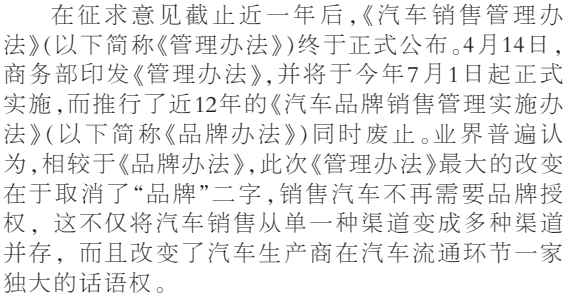 在征求意见截止近一年后,《汽车销售管理办
法》(以下简称《管理办法》)终于正式公布。4月14日,
商务部印发《管理办法》,并将于今年7月1日起正式
实施,而推行了近12年的《汽车品牌销售管理实施办
法》(以下简称《品牌办法》)同时废止。业界普遍认
为,相较于《品牌办法》,此次《管理办法》最大的改变
在于取消了“品牌”二字,销售汽车不再需要品牌授
权，这不仅将汽车销售从单一种渠道变成多种渠道
并存，而且改变了汽车生产商在汽车流通环节一家
独大的话语权。